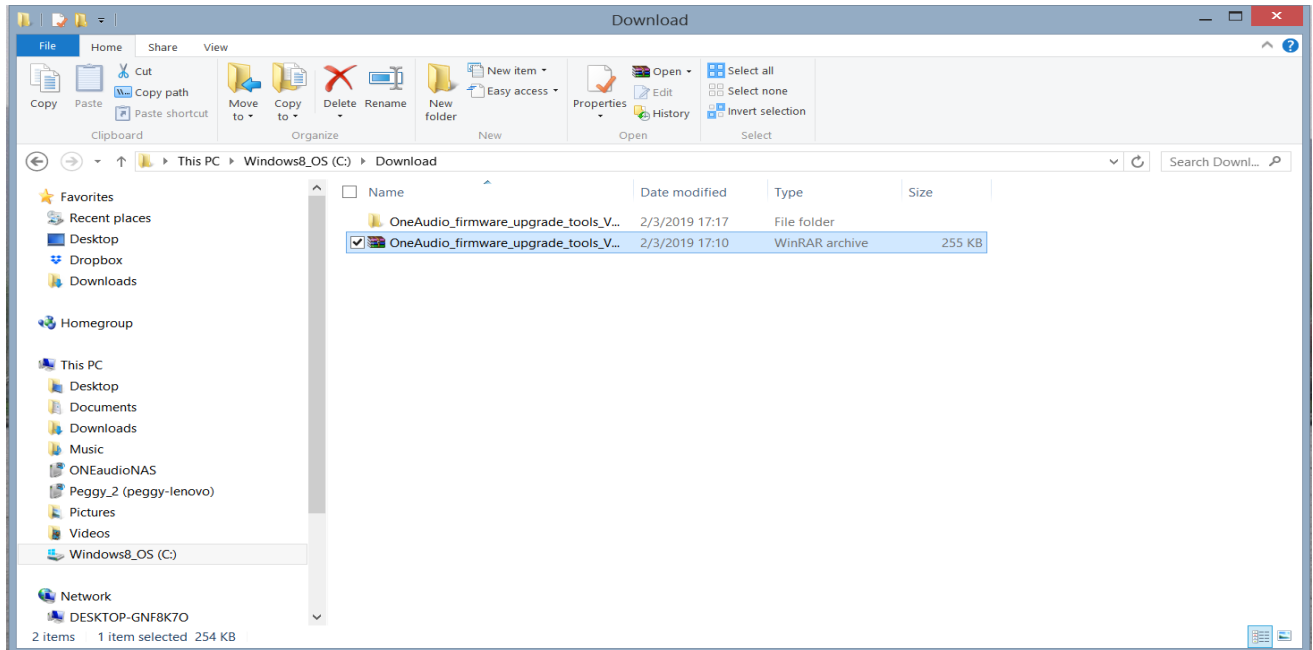 Download
File Home Share View
Copy
Paste
Cut
Copy path
Paste shortcut
Clipboard
Move to
Copy to
Delete
Rename
Organize
New folder
New item
Easy access
New
Properties
Open
Edit
History
Open
Select all
Select none
Invert selection
Select
This PC Windows8_OS (C:) Download
Search Downl...
Favorites
Recent places
Desktop
Dropbox
Downloads
Homegroup
This PC
Desktop
Documents
Downloads
Music
ONEaudioNAS
Peggy_2 (peggy-lenovo)
Pictures
Videos
Windows8_OS (C:)
Network
DESKTOP-GNF8K7O
Name Date modified Type Size
OneAudio_firmware_upgrade_tools_V... 2/3/2019 17:17 File folder
OneAudio_firmware_upgrade_tools_V... 2/3/2019 17:10 WinRAR archive 255 KB
2 items 1 item selected 254 KB